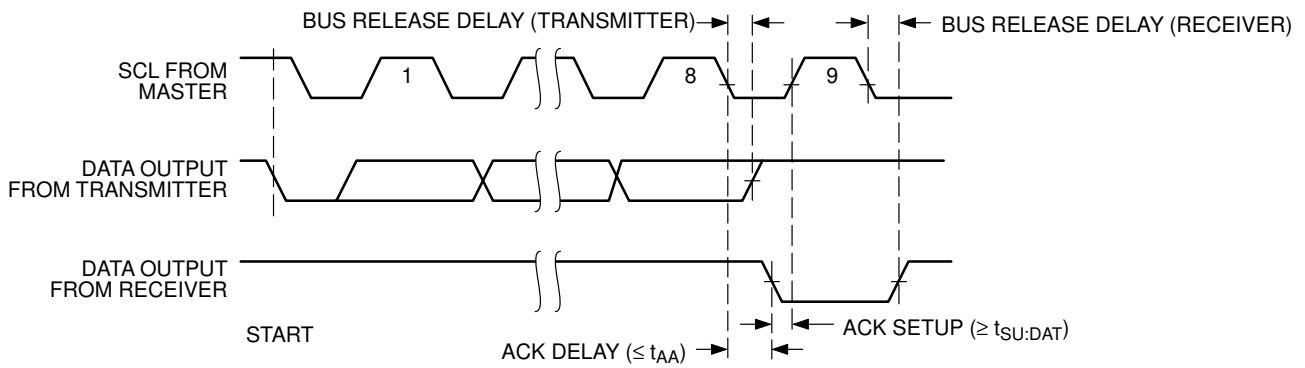 BUS RELEASE DELAY (TRANSMITTER)
BUS RELEASE DELAY (RECEIVER)
SCL FROM
MASTER
1
8
9
DATA OUTPUT
FROM TRANSMITTER
DATA OUTPUT
FROM RECEIVER
START
ACK SETUP (≥ tSU:DAT)
ACK DELAY (≤ tAA)